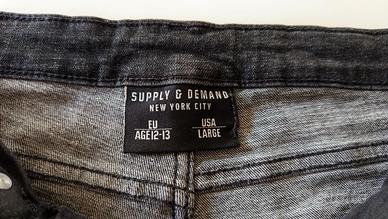 SUPPLY & DEMAND
NEW YORK CITY
EU USA
AGE12-13 LARGE